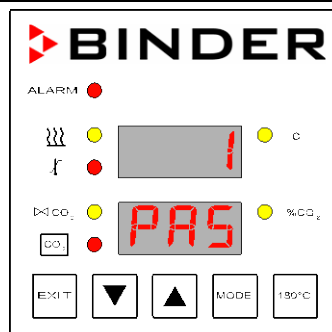 BINDER
ALARM
1
C
CO2
PAS
%CO2
CO2
EXIT
MODE
180°C